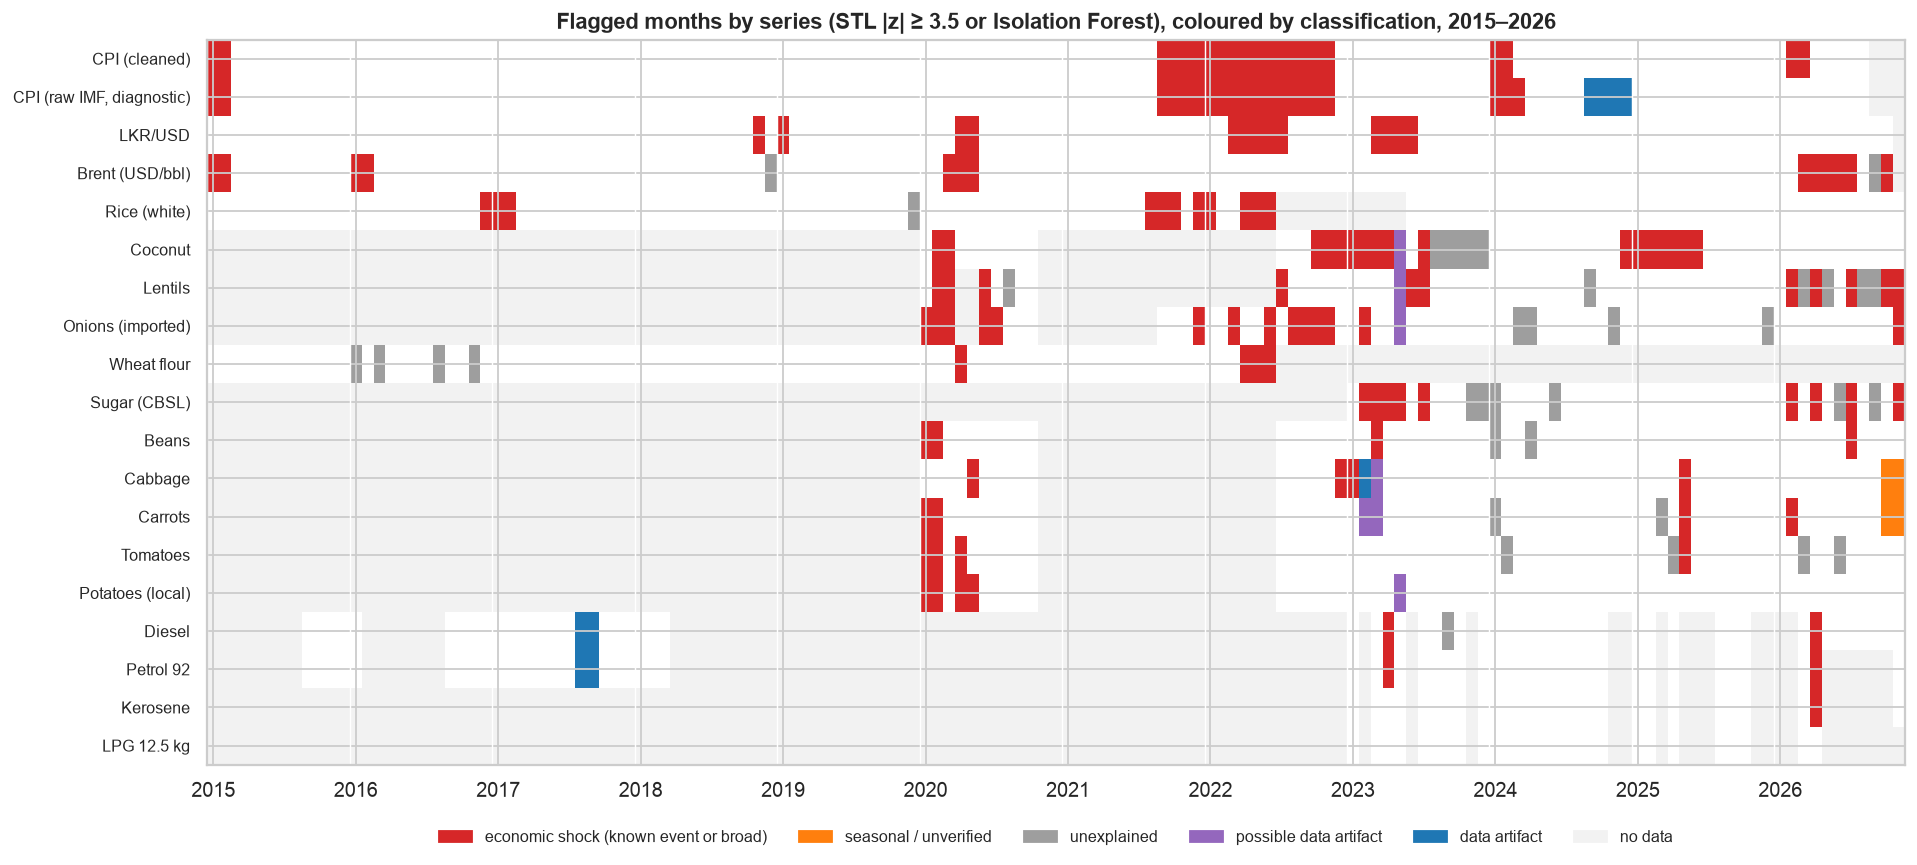 Flagged months by series (STL |z| ≥ 3.5 or Isolation Forest), coloured by classification, 2015–2026
CPI (cleaned)
CPI (raw IMF, diagnostic)
LKR/USD
Brent (USD/bbl)
Rice (white)
Coconut
Lentils
Onions (imported)
Wheat flour
Sugar (CBSL)
Beans
Cabbage
Carrots
Tomatoes
Potatoes (local)
Diesel
Petrol 92
Kerosene
LPG 12.5 kg
2015 2016 2017 2018 2019 2020 2021 2022 2023 2024 2025 2026
economic shock (known event or broad) seasonal / unverified unexplained possible data artifact data artifact no data